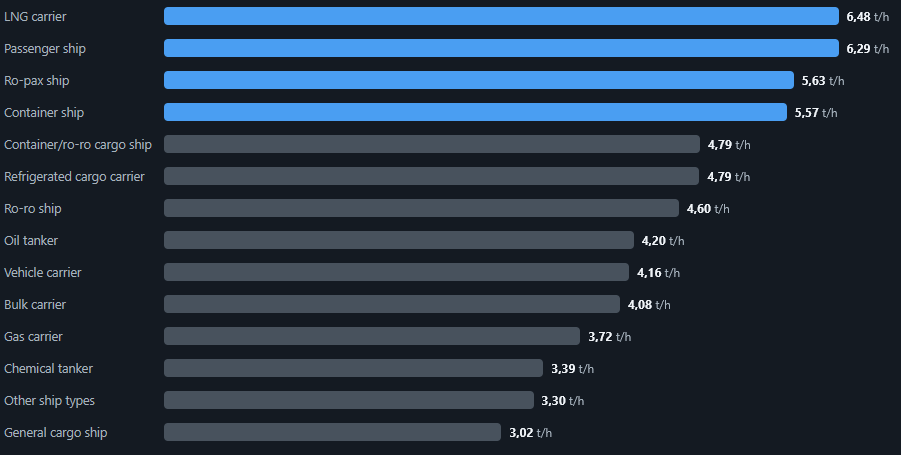 LNG carrier 6,48 t/h
Passenger ship 6,29 t/h
Ro-pax ship 5,63 t/h
Container ship 5,57 t/h
Container/ro-ro cargo ship 4,79 t/h
Refrigerated cargo carrier 4,79 t/h
Ro-ro ship 4,60 t/h
Oil tanker 4,20 t/h
Vehicle carrier 4,16 t/h
Bulk carrier 4,08 t/h
Gas carrier 3,72 t/h
Chemical tanker 3,39 t/h
Other ship types 3,30 t/h
General cargo ship 3,02 t/h